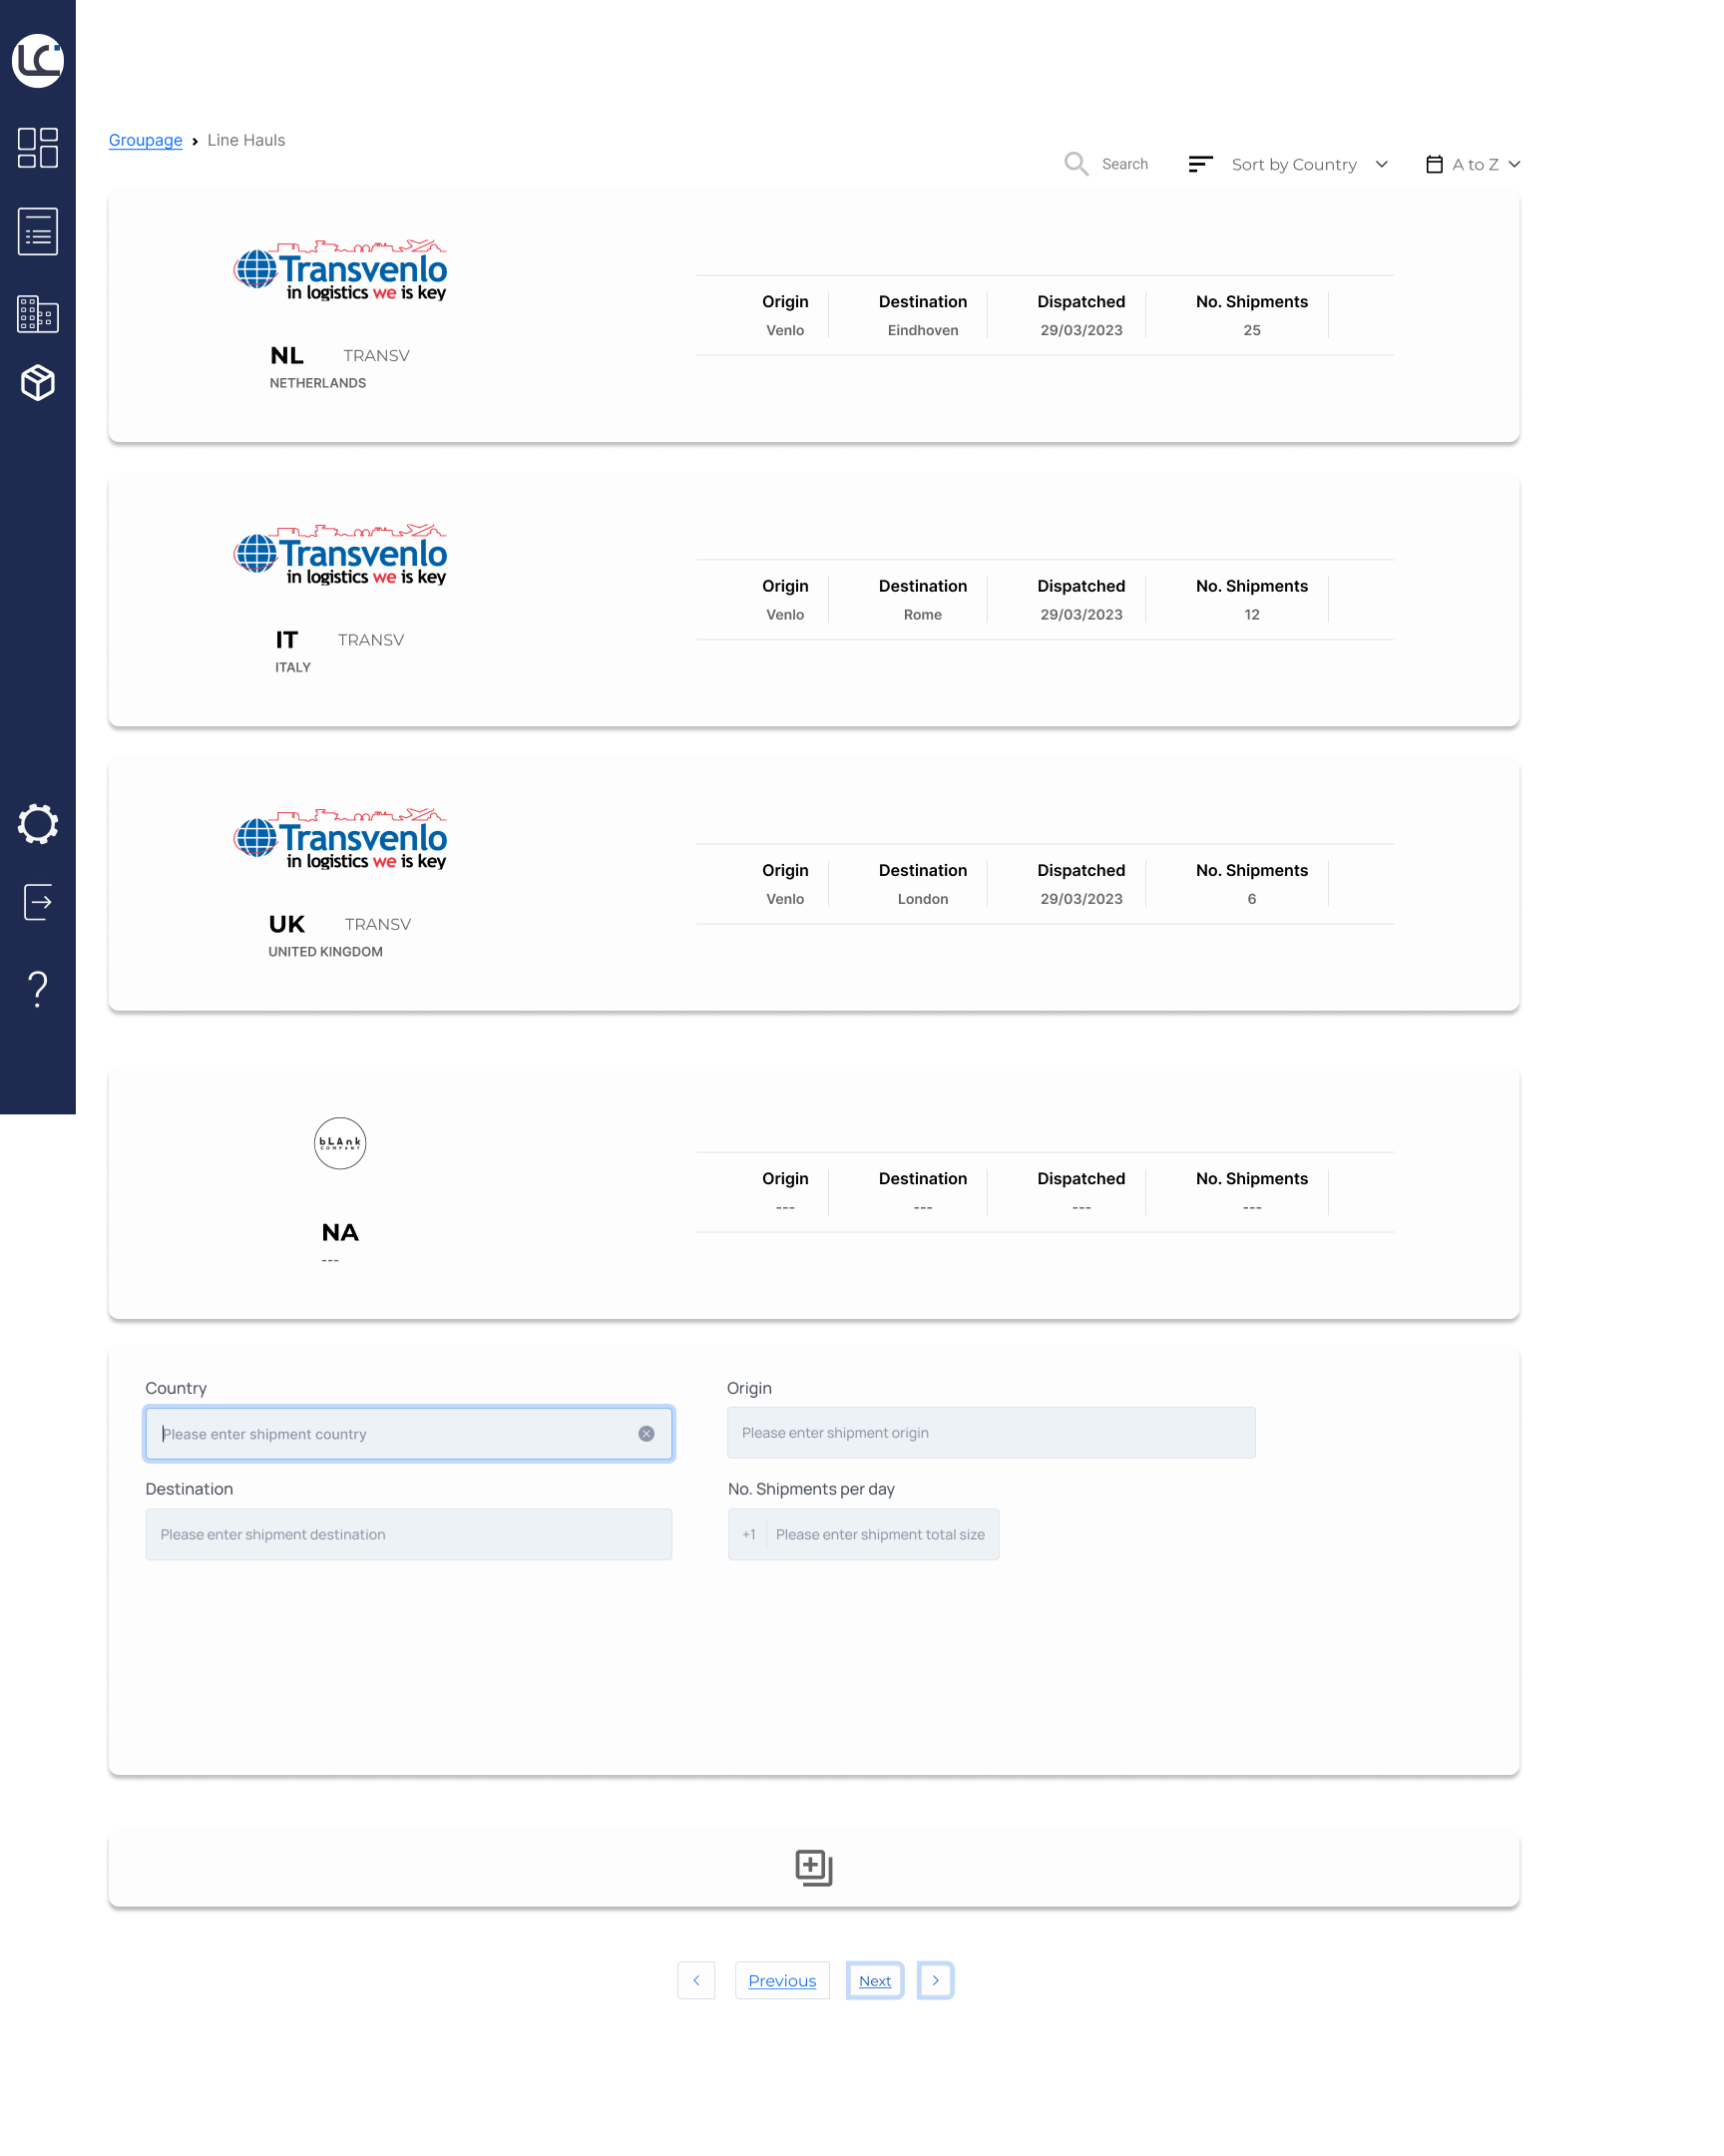 LC
Groupage › Line Hauls
Search
Sort by Country
A to Z
Transvenlo
in logistics we is key
NL TRANSV
NETHERLANDS
Origin Destination Dispatched No. Shipments
Venlo Eindhoven 29/03/2023 25
Transvenlo
in logistics we is key
IT TRANSV
ITALY
Origin Destination Dispatched No. Shipments
Venlo Rome 29/03/2023 12
Transvenlo
in logistics we is key
UK TRANSV
UNITED KINGDOM
Origin Destination Dispatched No. Shipments
Venlo London 29/03/2023 6
bLAnk
COMPANY
NA
---
Origin Destination Dispatched No. Shipments
--- --- --- ---
Country
Please enter shipment country
Origin
Please enter shipment origin
Destination
Please enter shipment destination
No. Shipments per day
+1 Please enter shipment total size
?
Previous
Next